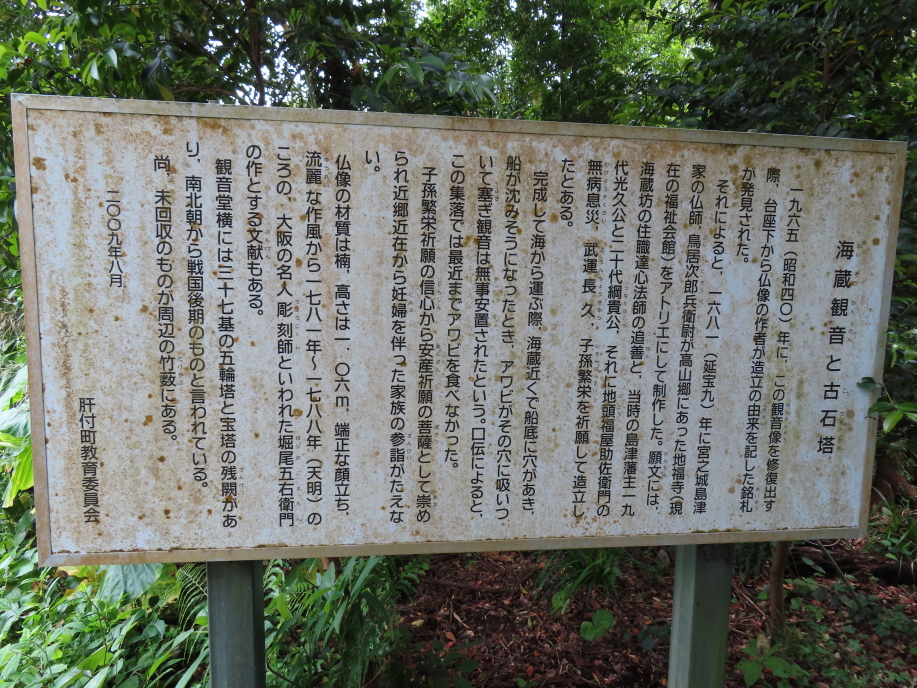 海蔵観音と古石塔
一九六五（昭和四〇）年に、この観音像を修復出す
際、台座下から仏像の作者が造立の由来を記した銘札
が発見された。
それによると、一六八一（延宝九）年に宮之城島津
家の仏師、鳥居次郎兵衛尉が高山郷にあった地福寺（現
在の福祉会館）をアトリエにして制作した。願文には、
海蔵坊の住職達心法師の追善と、当時の島津藩主一九
代光久公と二十代綱貴公、それに地頭福屋助佐衛門の
無病息災、武運長久、子孫繁栄を祈願して造立し
たとある。
完成して海から運ぶ際、海蔵近くで船底に穴があき、
船が沈みそうになったとき、アワビがその穴に吸いつ
いて塞ぎ観音は無事安置されたという。口伝によると、
この集落では最近までアワビを食べなかった。
子孫繁栄祈願の信心から安産祈願の菩薩として崇め
られ近郷近在から妊婦を伴った家族の参詣がたえな
い。
仏像の材質は楠、高さは一．〇六ｍ、端正な顔立ち、
流麗な作風から一七八一年～一七八八年（天明）の
ころの、大阪の名人彫刻師といわれた堀尾五右衛門
の作とする文献もある。
観音堂横には三十七基の五輪塔と宝塔の残闕があ
り、南北朝から戦国後期のものと言われている。
尚、未回収のものが周辺の竹藪にある。
二〇〇九年八月
肝付町教育委員会